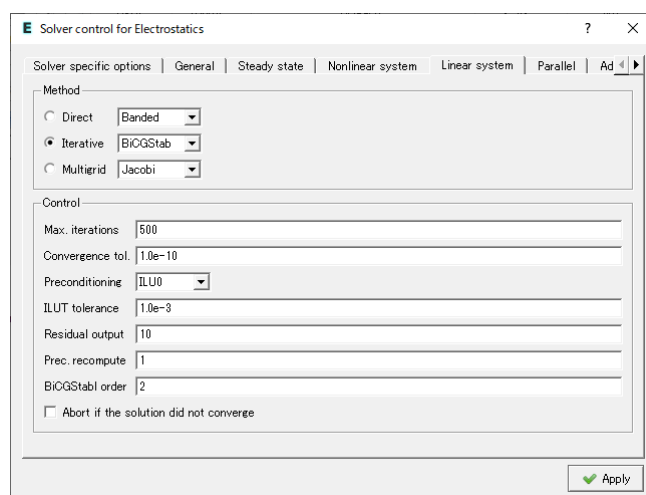 E Solver control for Electrostatics ? ×
Solver specific options General Steady state Nonlinear system Linear system Parallel Ad
Method
Direct Banded
Iterative BiCGStab
Multigrid Jacobi
Control
Max. iterations 500
Convergence tol. 1.0e-10
Preconditioning ILU0
ILUT tolerance 1.0e-3
Residual output 10
Prec. recompute 1
BiCGStabl order 2
Abort if the solution did not converge
Apply